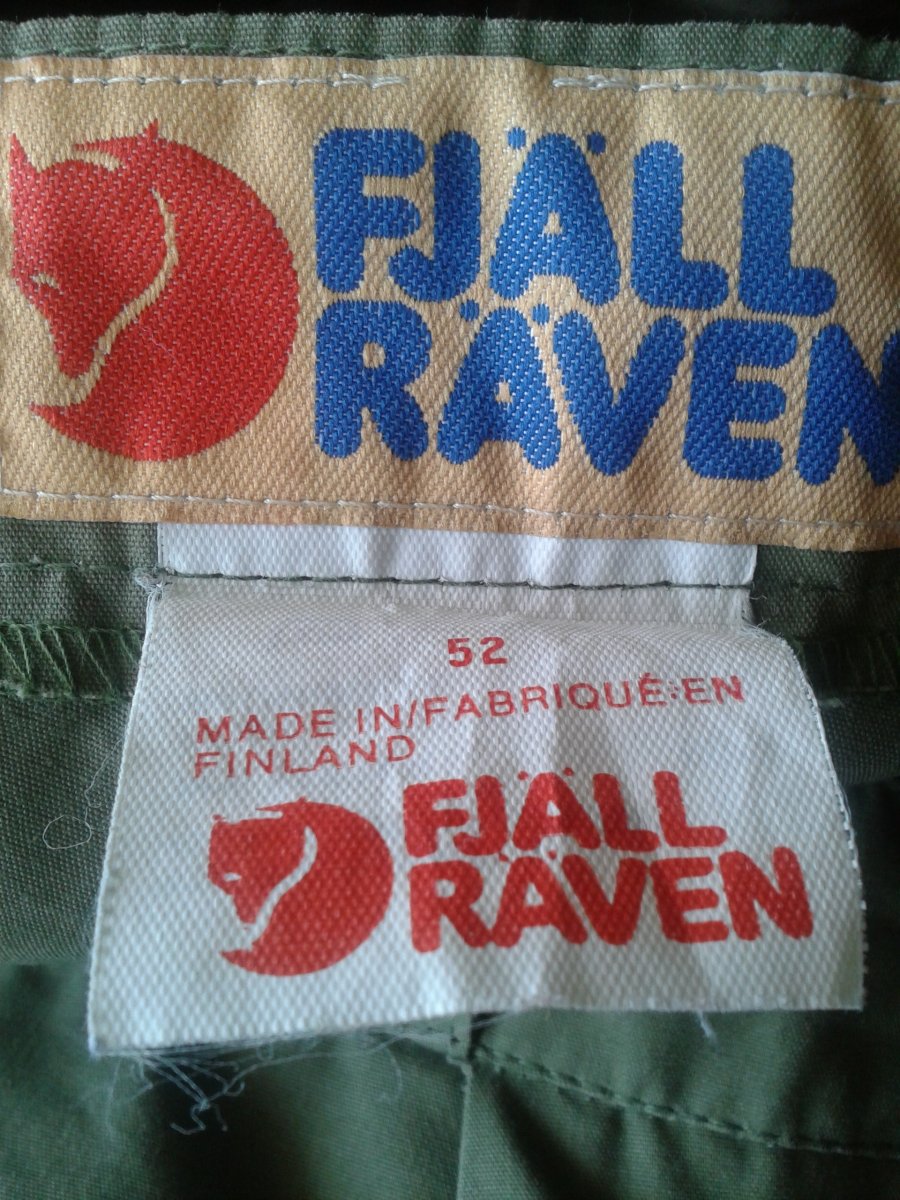 FJÄLL
RÄVEN
52
MADE IN/FABRIQUÉ EN
FINLAND
FJÄLL
RÄVEN